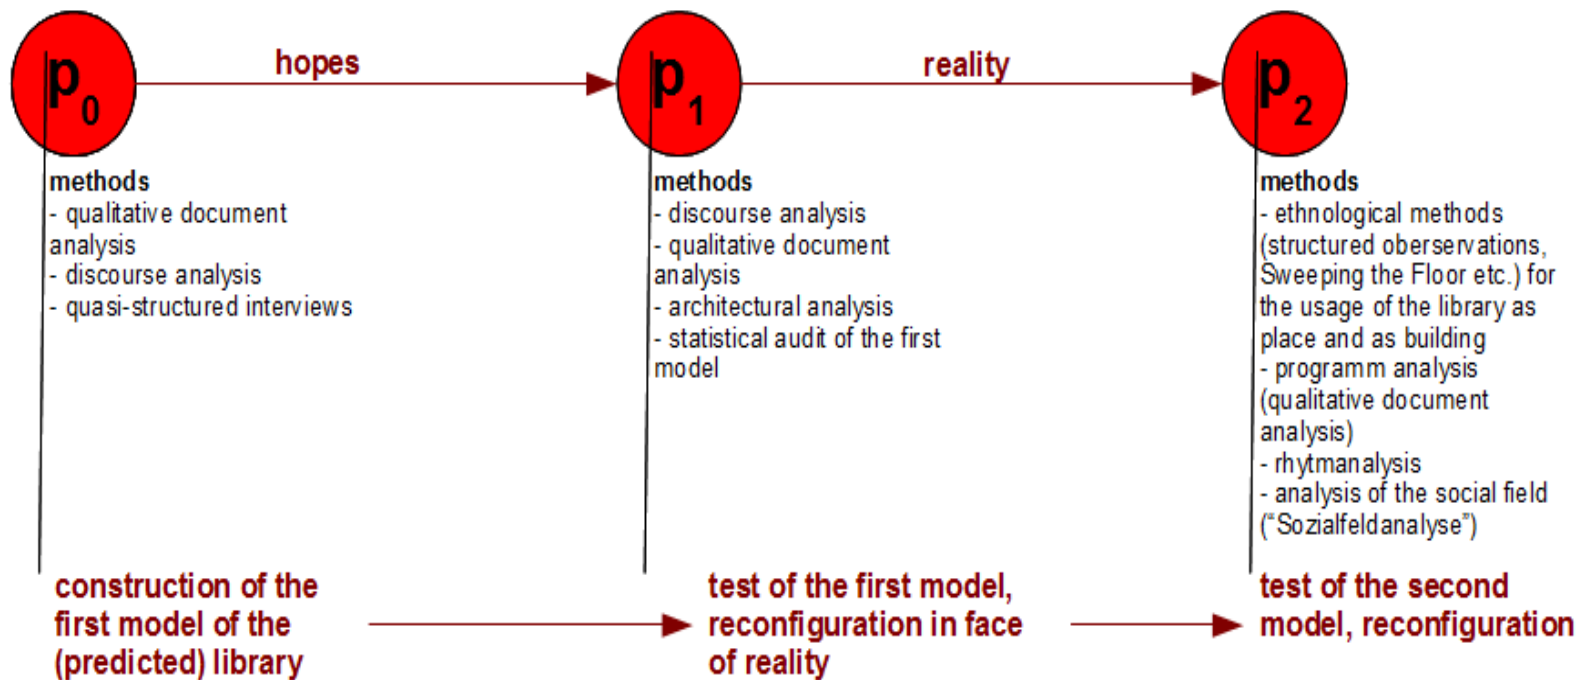 p0
hopes
p1
reality
p2
methods
- qualitative document
analysis
- discourse analysis
- quasi-structured interviews
methods
- discourse analysis
- qualitative document
analysis
- architectural analysis
- statistical audit of the first
model
methods
- ethnological methods
(structured oberservations,
Sweeping the Floor etc.) for
the usage of the library as
place and as building
- programm analysis
(qualitative document
analysis)
- rhytmanalysis
- analysis of the social field
(“Sozialfeldanalyse”)
construction of the
first model of the
(predicted) library
test of the first model,
reconfiguration in face
of reality
test of the second
model, reconfiguration